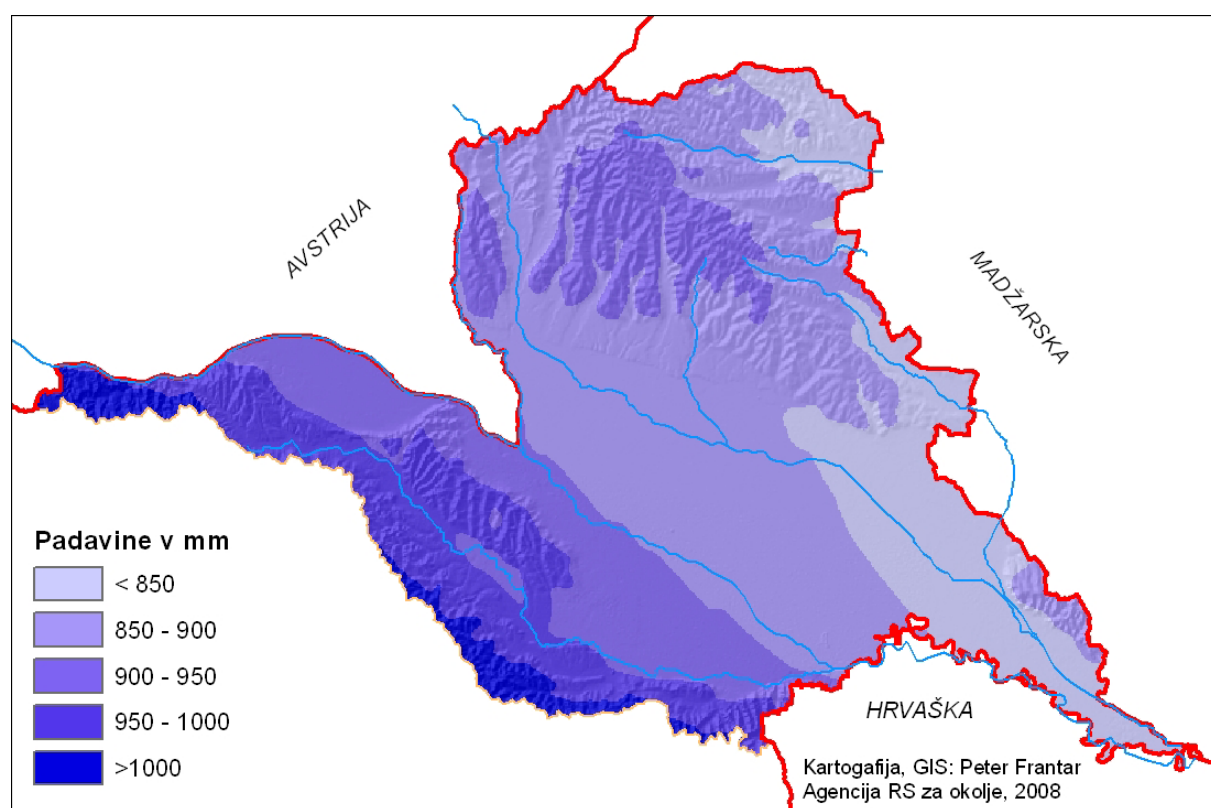 AVSTRIJA
MADŽARSKA
Padavine v mm
< 850
850 - 900
900 - 950
950 - 1000
>1000
HRVAŠKA
Kartogafija, GIS: Peter Frantar
Agencija RS za okolje, 2008